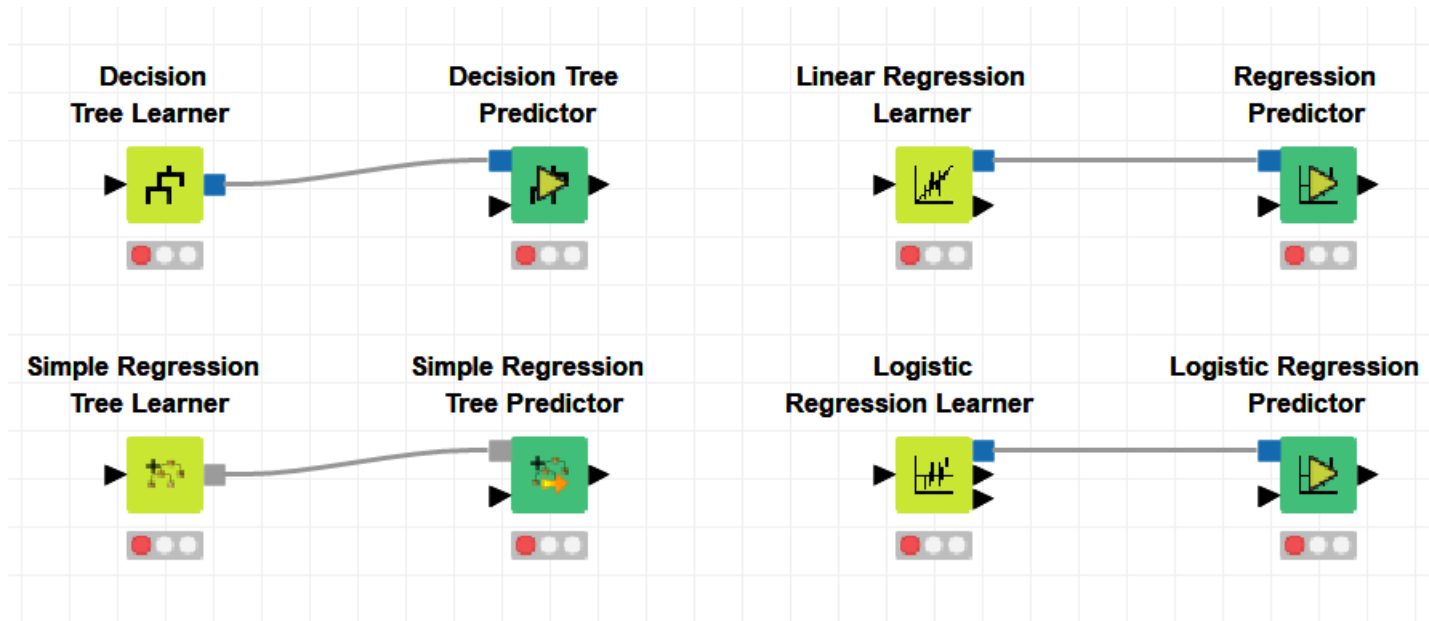 Decision
Tree Learner
Decision Tree
Predictor
Linear Regression
Learner
Regression
Predictor
Simple Regression
Tree Learner
Simple Regression
Tree Predictor
Logistic
Regression Learner
Logistic Regression
Predictor